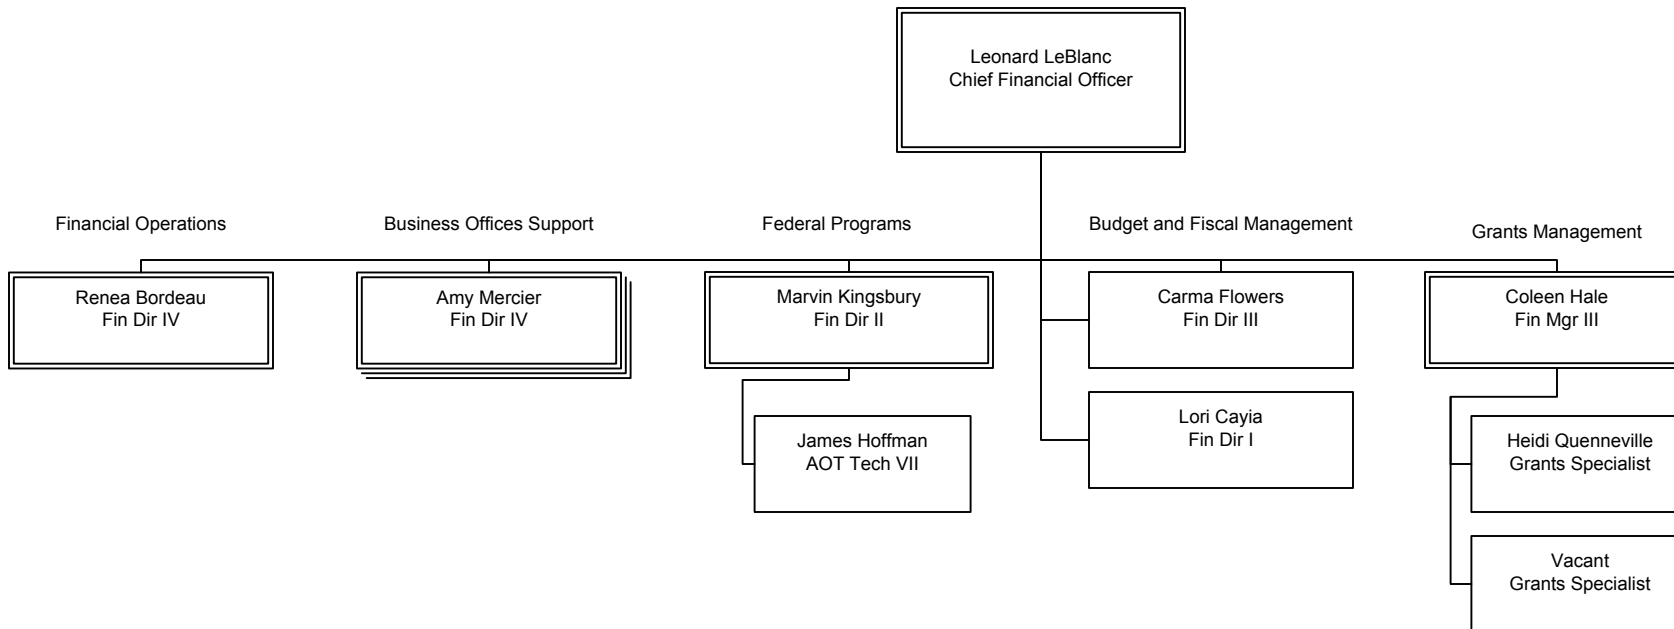 Leonard LeBlanc
Chief Financial Officer
Financial Operations
Business Offices Support
Federal Programs
Budget and Fiscal Management
Grants Management
Renea Bordeau
Fin Dir IV
Amy Mercier
Fin Dir IV
Marvin Kingsbury
Fin Dir II
Carma Flowers
Fin Dir III
Coleen Hale
Fin Mgr III
James Hoffman
AOT Tech VII
Lori Cayia
Fin Dir I
Heidi Quenneville
Grants Specialist
Vacant
Grants Specialist